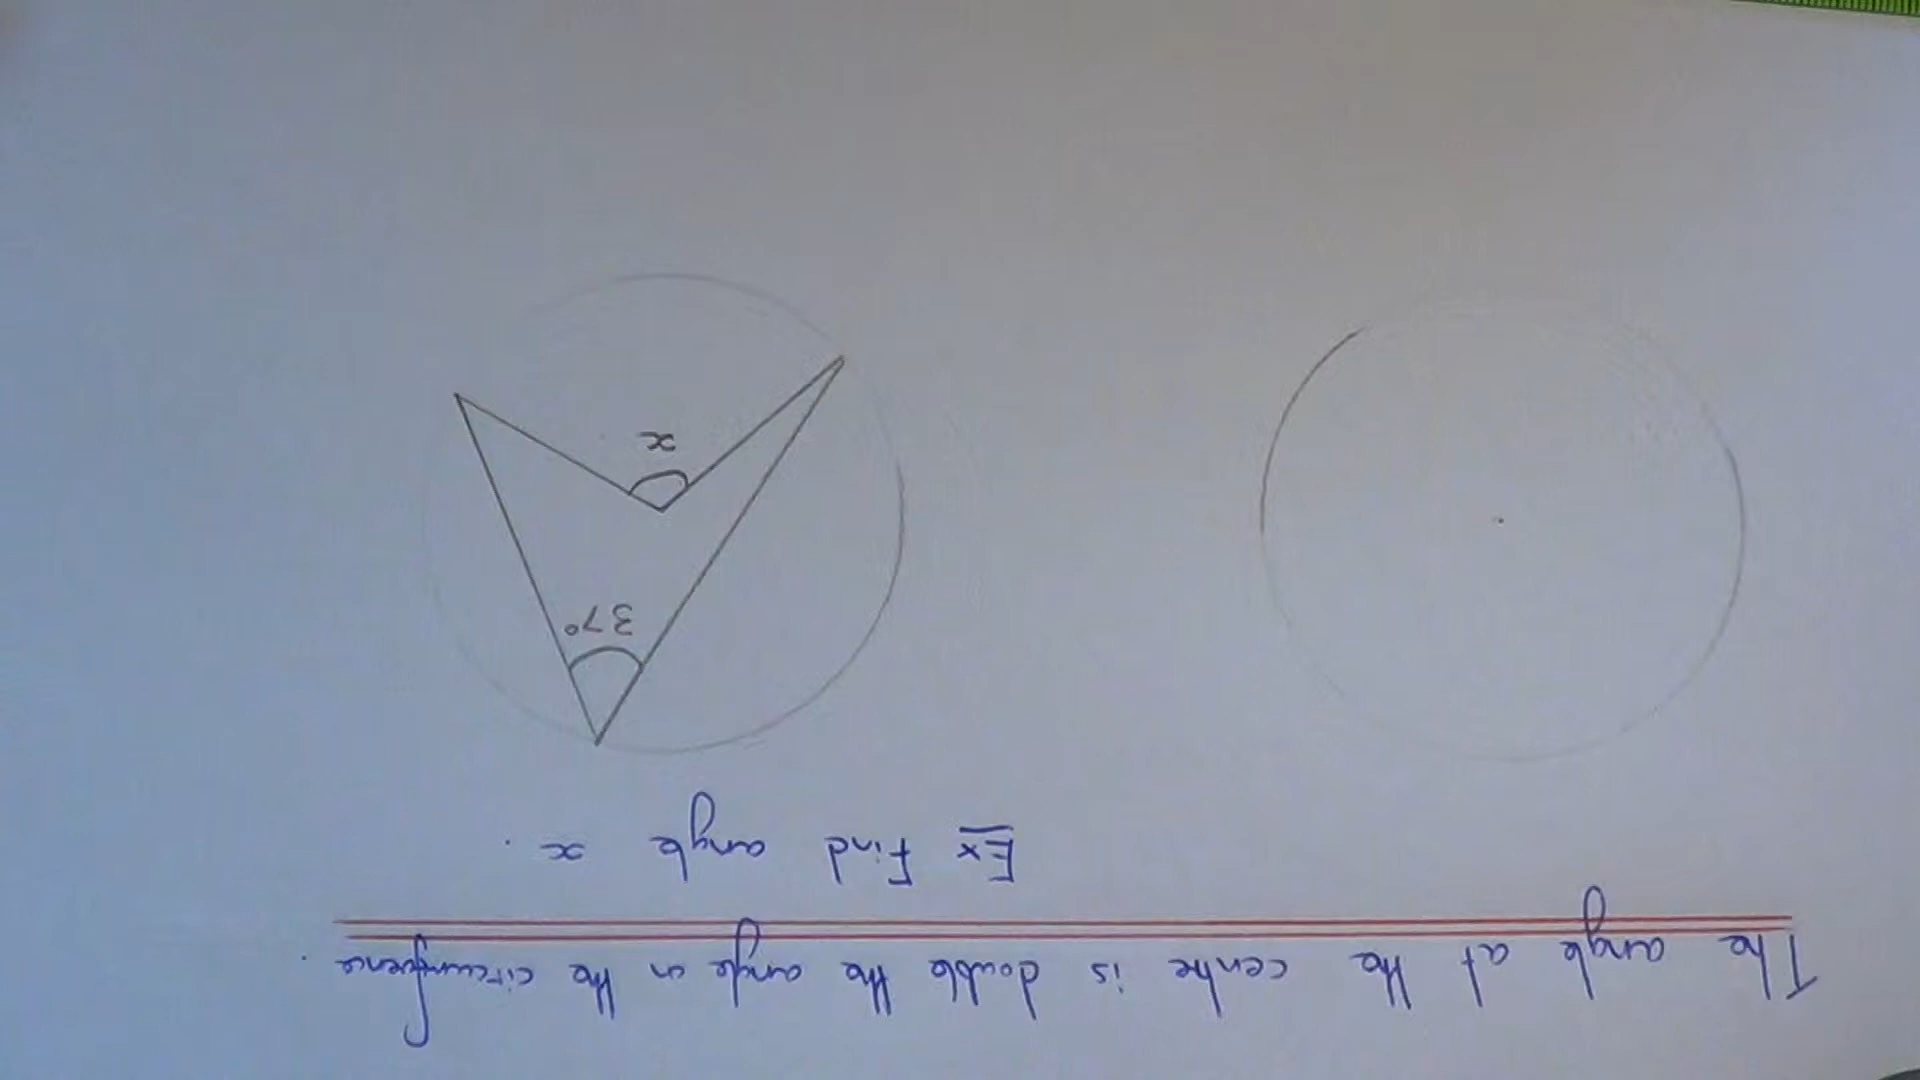 The angle at the centre is double the angle on the circumference.
Ex Find angle x.
37°
x